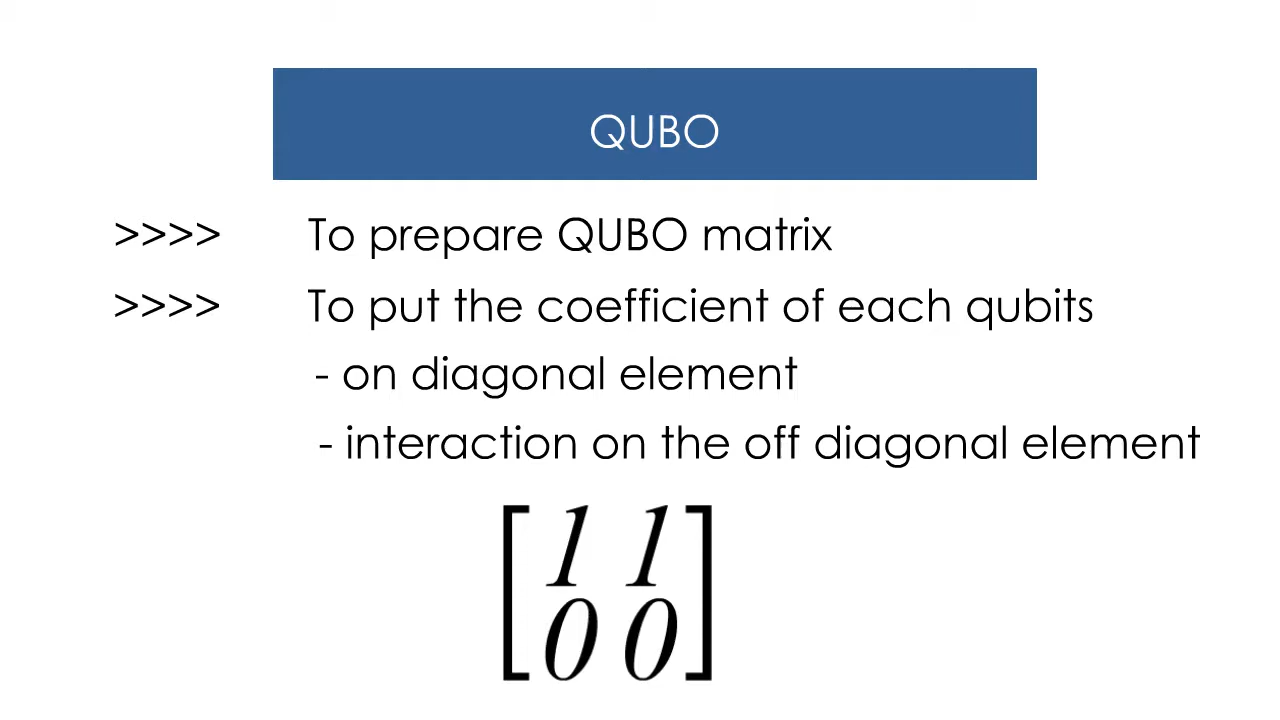 QUBO
>>>> To prepare QUBO matrix
>>>> To put the coefficient of each qubits
- on diagonal element
- interaction on the off diagonal element
1 1
0 0